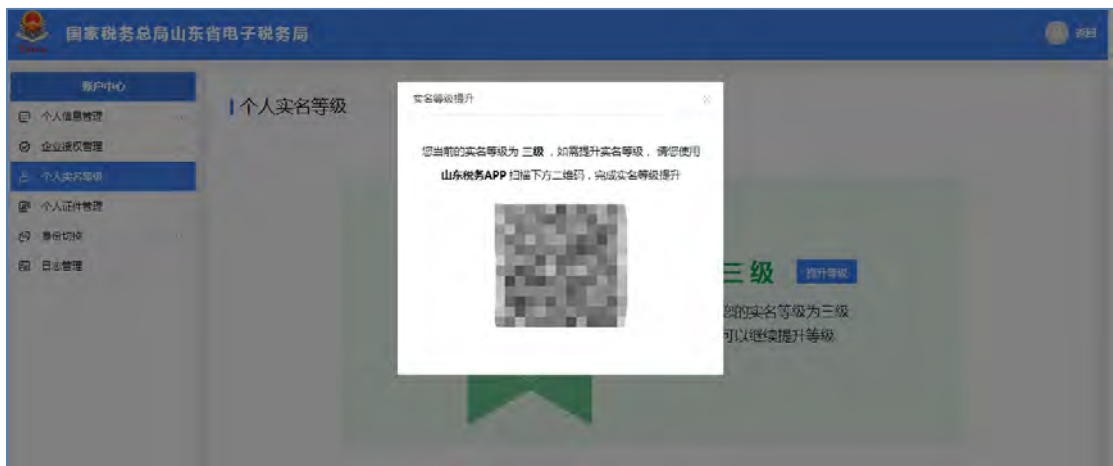 国家税务总局山东省电子税务局
返回
账户中心
个人信息管理
企业授权管理
个人实名等级
个人证件管理
身份切换
日志管理
个人实名等级
实名等级提升
您当前的实名等级为 三级 ，如需提升实名等级， 请您使用
山东税务APP 扫描下方二维码，完成实名等级提升
三级
提升等级
您的实名等级为三级
可以继续提升等级